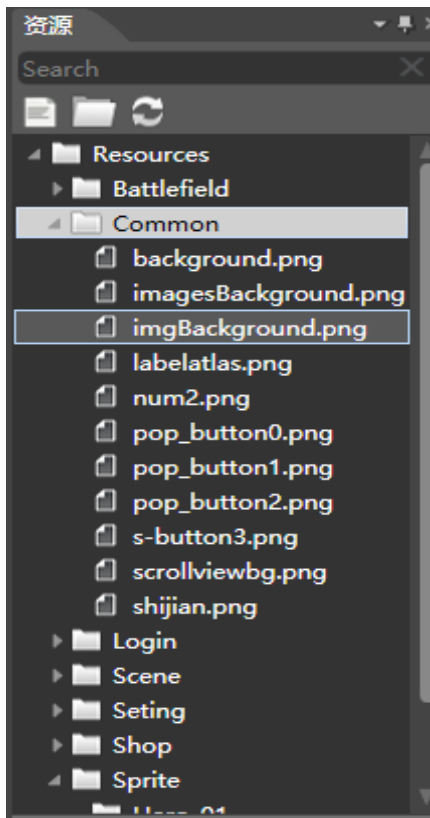 资源
Search
Resources
Battlefield
Common
background.png
imagesBackground.png
imgBackground.png
labelatlas.png
num2.png
pop_button0.png
pop_button1.png
pop_button2.png
s-button3.png
scrollviewbg.png
shijian.png
Login
Scene
Seting
Shop
Sprite